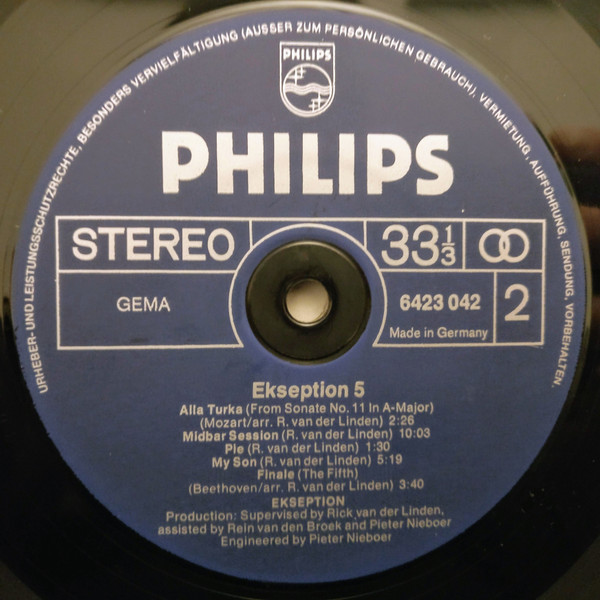 URHEBER- UND LEISTUNGSSCHUTZRECHTE, BESONDERS VERVIELFÄLTIGUNG (AUSSER ZUM PERSÖNLICHEN GEBRAUCH), VERMIETUNG, AUFFÜHRUNG, SENDUNG, VORBEHALTEN.
PHILIPS
PHILIPS
STEREO
33 1/3
GEMA
6423 042
2
Made in Germany
Ekseption 5
Alla Turka (From Sonate No. 11 In A-Major)
(Mozart/arr. R. van der Linden) 2:26
Midbar Session (R. van der Linden) 10:03
Pie (R. van der Linden) 1:30
My Son (R. van der Linden) 5:19
Finale (The Fifth)
(Beethoven/arr. R. van der Linden) 3:40
EKSEPTION
Production: Supervised by Rick van der Linden,
assisted by Rein van den Broek and Pieter Nieboer
Engineered by Pieter Nieboer